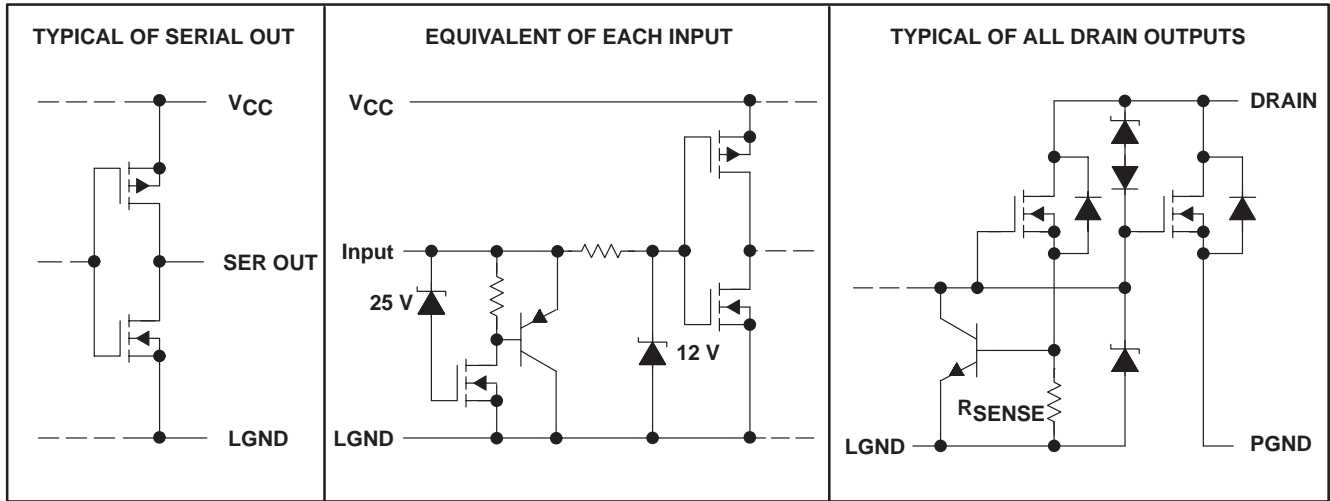 TYPICAL OF SERIAL OUT
VCC
SER OUT
LGND
EQUIVALENT OF EACH INPUT
VCC
Input
25 V
12 V
LGND
TYPICAL OF ALL DRAIN OUTPUTS
DRAIN
RSENSE
LGND
PGND